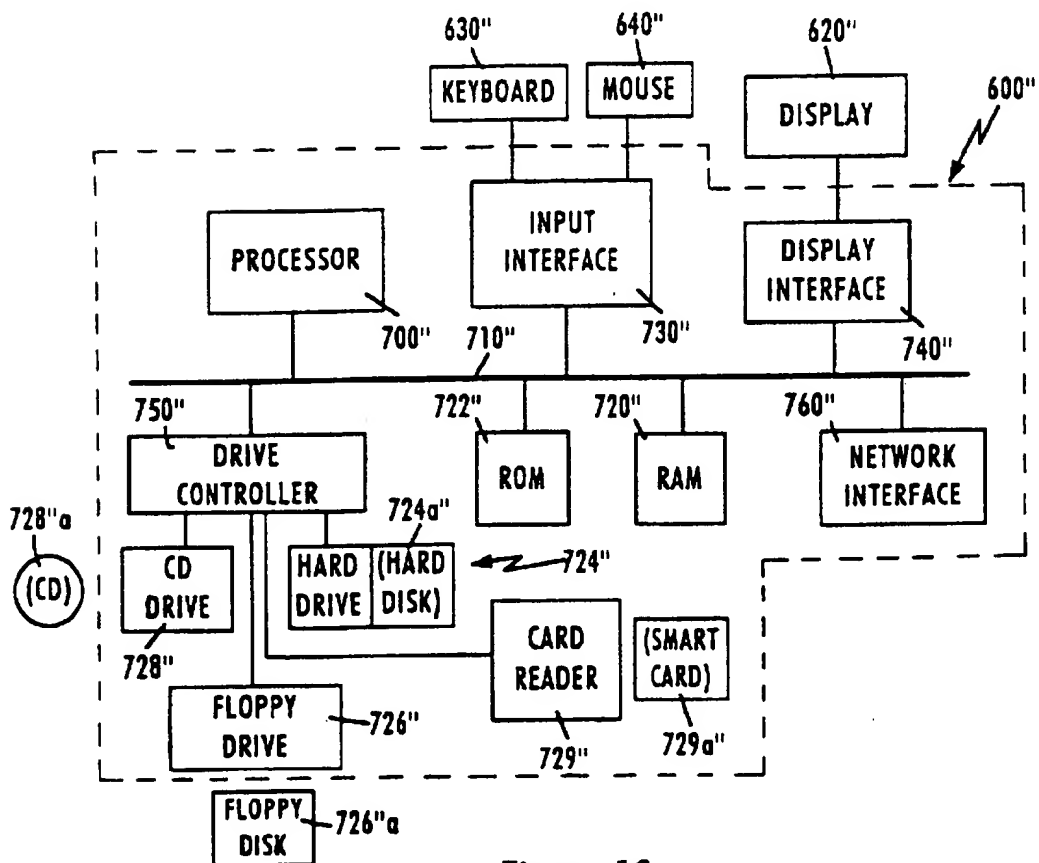 630"
640"
620"
KEYBOARD
MOUSE
DISPLAY
600"
PROCESSOR
INPUT
INTERFACE
DISPLAY
INTERFACE
700"
710"
730"
740"
750"
722"
720"
760"
DRIVE
CONTROLLER
ROM
RAM
NETWORK
INTERFACE
728"a
(CD)
724a"
CD
DRIVE
HARD
DRIVE
(HARD
DISK)
724"
728"
CARD
READER
(SMART
CARD)
FLOPPY
DRIVE
726"
729"
729a"
FLOPPY
DISK
726"a